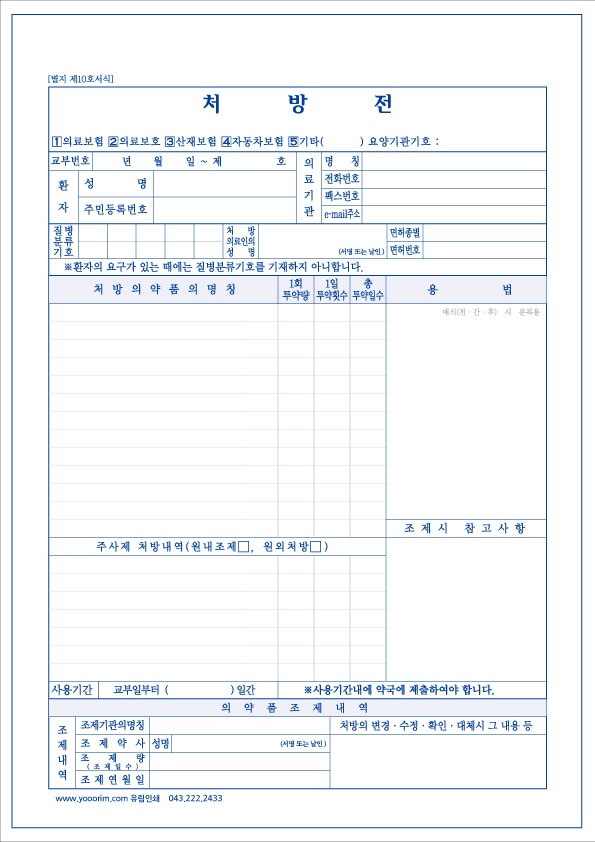 [별지 제10호서식]
처 방 전
1의료보험 2의료보호 3산재보험 4자동차보험 5기타( ) 요양기관기호 :
교부번호 년 월 일 ~ 제 호
환자
성 명
주민등록번호
의료기관
명 칭
전화번호
팩스번호
e-mail주소
질병
분류
기호
처 방
의료인의
성 명
(서명 또는 날인)
면허종별
면허번호
※환자의 요구가 있는 때에는 질병분류기호를 기재하지 아니합니다.
처 방 의 약 품 의 명 칭
1회
투약량
1일
투약횟수
총
투약일수
용 법
매식(전·간·후) 시 분복용
조 제 시 참 고 사 항
주사제 처방내역(원내조제□, 원외처방□)
사용기간 교부일부터 ( ) 일간 ※사용기간내에 약국에 제출하여야 합니다.
의 약 품 조 제 내 역
조제내역
조제기관의명칭
조 제 약 사 성명 (서명 또는 날인)
조 제 량
( 조 제 일 수 )
조 제 연 월 일
처방의 변경 · 수정 · 확인 · 대체시 그 내용 등
www.yooorim.com 유림인쇄 043.222.2433